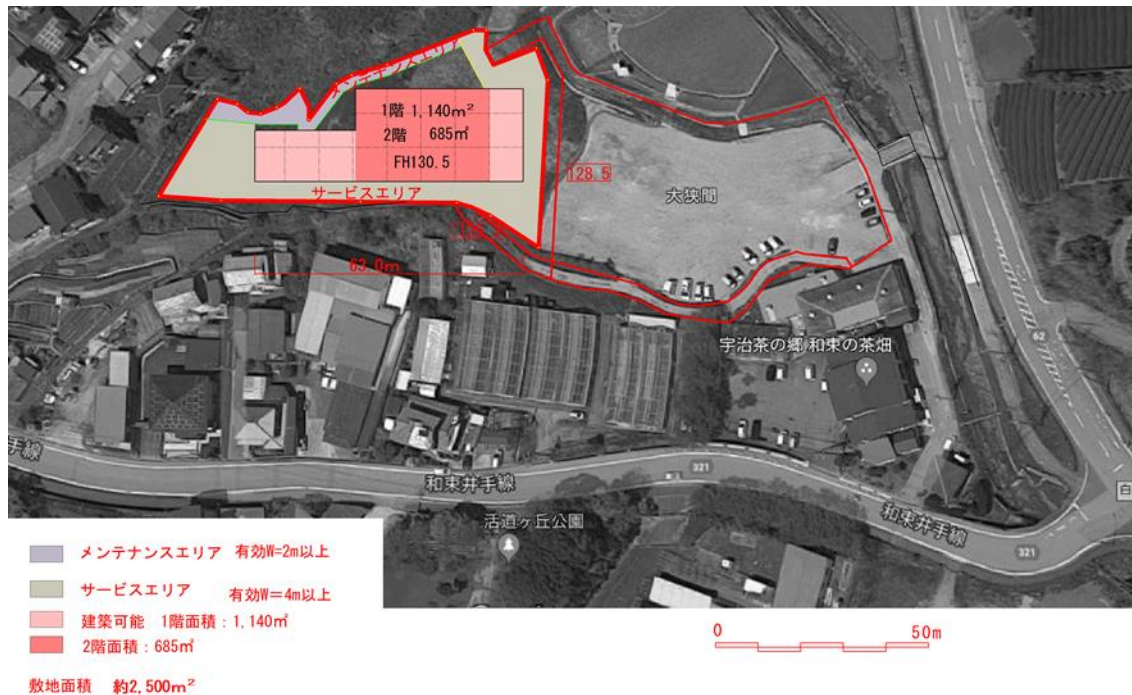 メンテナンスエリア
1階 1,140m²
2階 685㎡
FH130.5
サービスエリア
128.5
大狭間
63.0m
62
宇治茶の郷 和束の茶畑
手線
和束井手線
321
活道ヶ丘公園
和束井手線
321
白
メンテナンスエリア 有効W=2m以上
サービスエリア 有効W=4m以上
建築可能 1階面積：1,140㎡
2階面積：685㎡
敷地面積 約2,500m²
0 50m